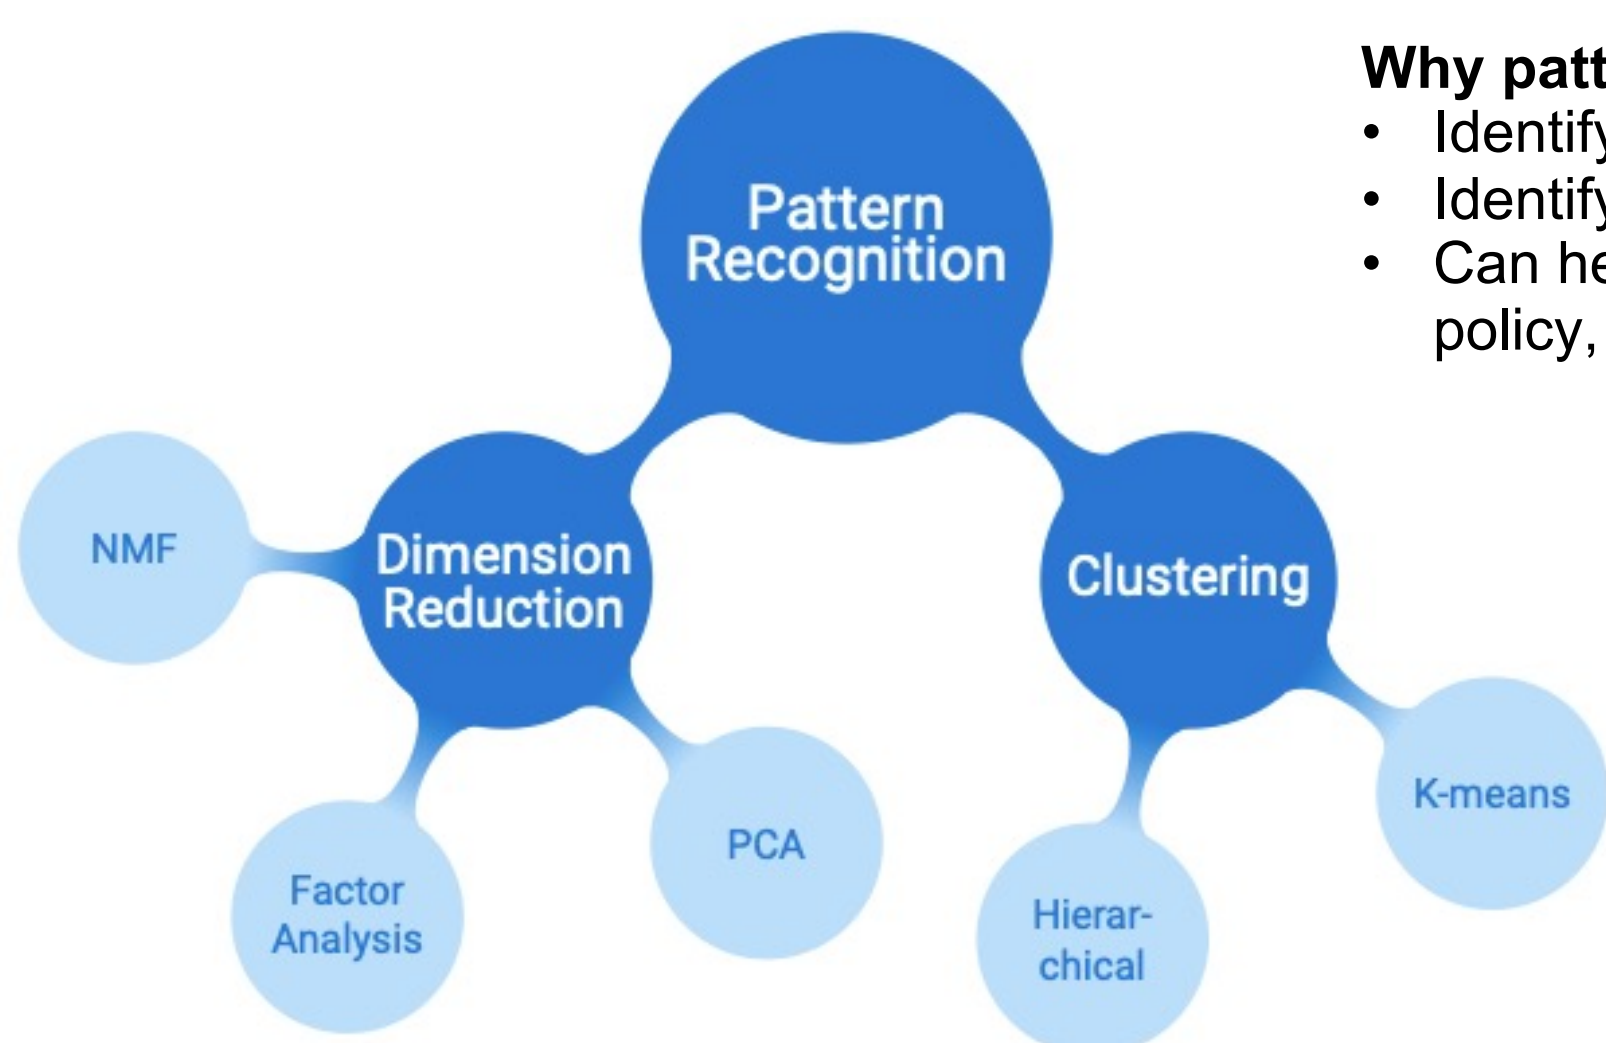 Pattern
Recognition
Why patt
• Identify
• Identify
• Can he
policy,
NMF
Dimension
Reduction
Clustering
Factor
Analysis
PCA
Hierar-
chical
K-means